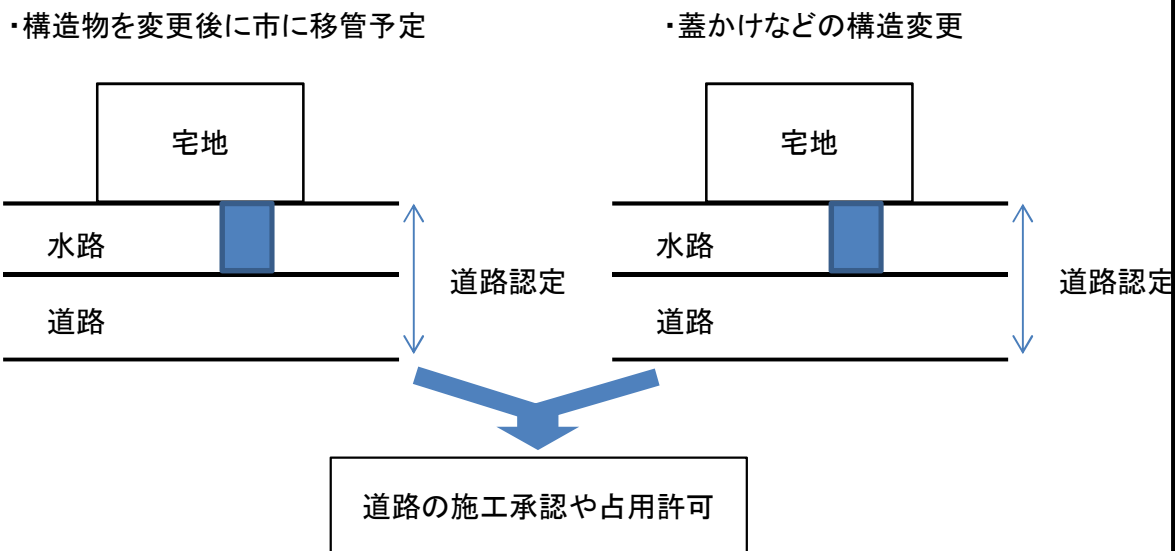 ・構造物を変更後に市に移管予定
・蓋かけなどの構造変更
宅地
宅地
水路
水路
道路認定
道路認定
道路
道路
道路の施工承認や占用許可